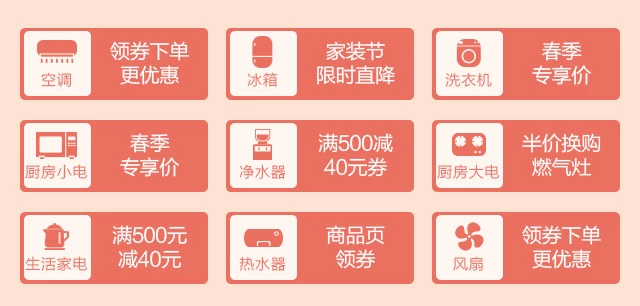 空调
领券下单
更优惠
冰箱
家装节
限时直降
洗衣机
春季
专享价
厨房小电
春季
专享价
净水器
满500减
40元券
厨房大电
半价换购
燃气灶
生活家电
满500元
减40元
热水器
商品页
领券
风扇
领券下单
更优惠